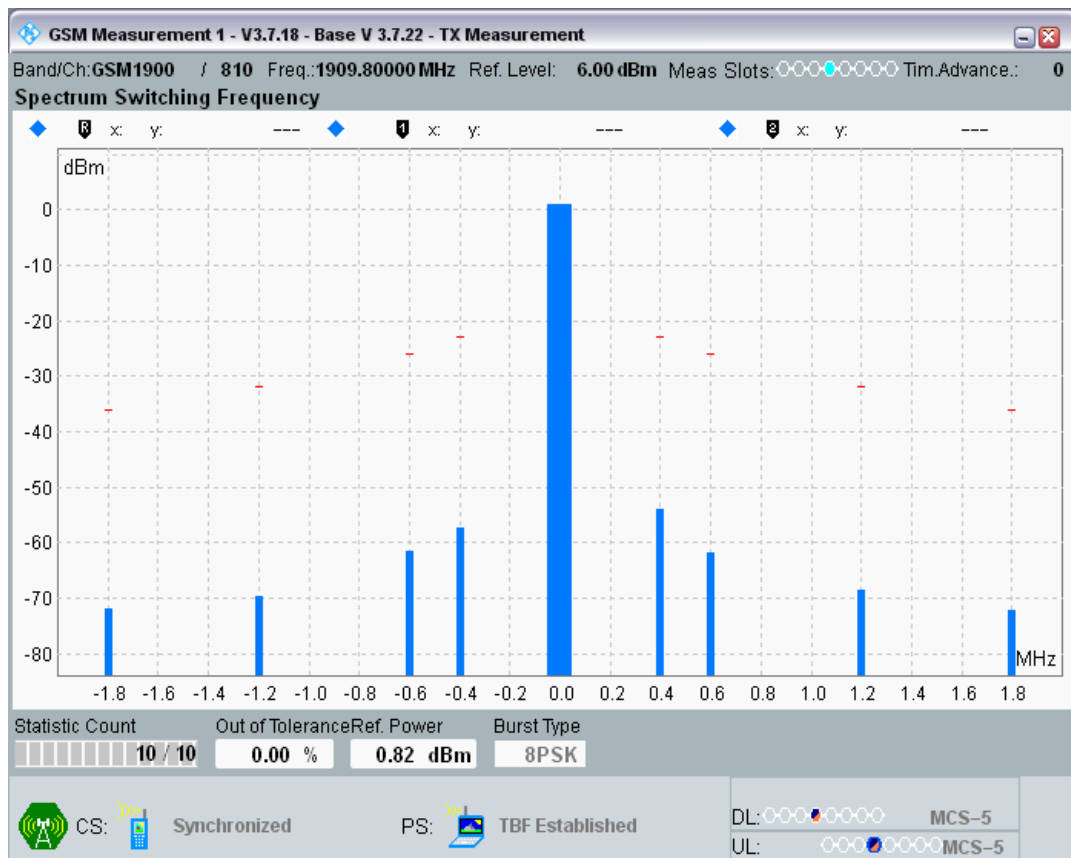 GSM Measurement 1 - V3.7.18 - Base V 3.7.22 - TX Measurement
Band/Ch:GSM1900 / 810 Freq.:1909.80000 MHz Ref. Level: 6.00 dBm Meas Slots: Tim.Advance.: 0
Spectrum Switching Frequency
R x: y: --- 1 x: y: --- 2 x: y: ---
dBm
0
-10
-20
-30
-40
-50
-60
-70
-80
MHz
-1.8 -1.6 -1.4 -1.2 -1.0 -0.8 -0.6 -0.4 -0.2 0.0 0.2 0.4 0.6 0.8 1.0 1.2 1.4 1.6 1.8
Statistic Count Out of Tolerance Ref. Power Burst Type
10 / 10 0.00 % 0.82 dBm 8PSK
CS: Synchronized PS: TBF Established
DL: MCS-5
UL: MCS-5